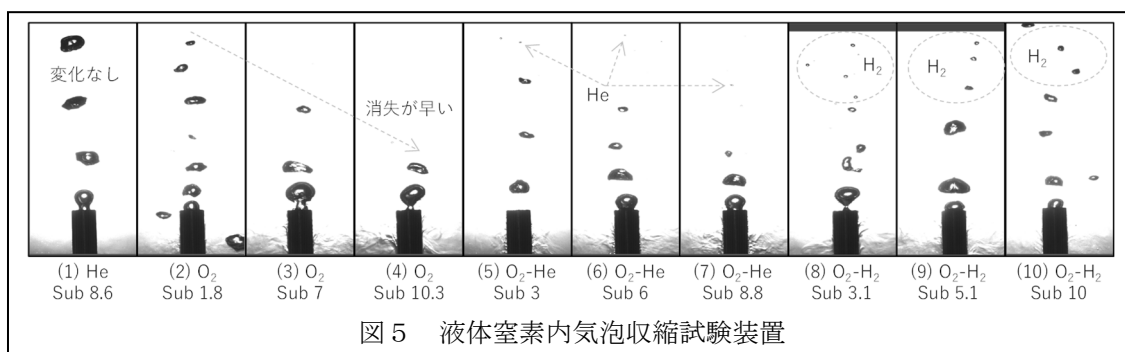 変化なし
消失が早い
He
H₂
H₂
H₂
(1) He
Sub 8.6
(2) O₂
Sub 1.8
(3) O₂
Sub 7
(4) O₂
Sub 10.3
(5) O₂-He
Sub 3
(6) O₂-He
Sub 6
(7) O₂-He
Sub 8.8
(8) O₂-H₂
Sub 3.1
(9) O₂-H₂
Sub 5.1
(10) O₂-H₂
Sub 10
図５　液体窒素内気泡収縮試験装置